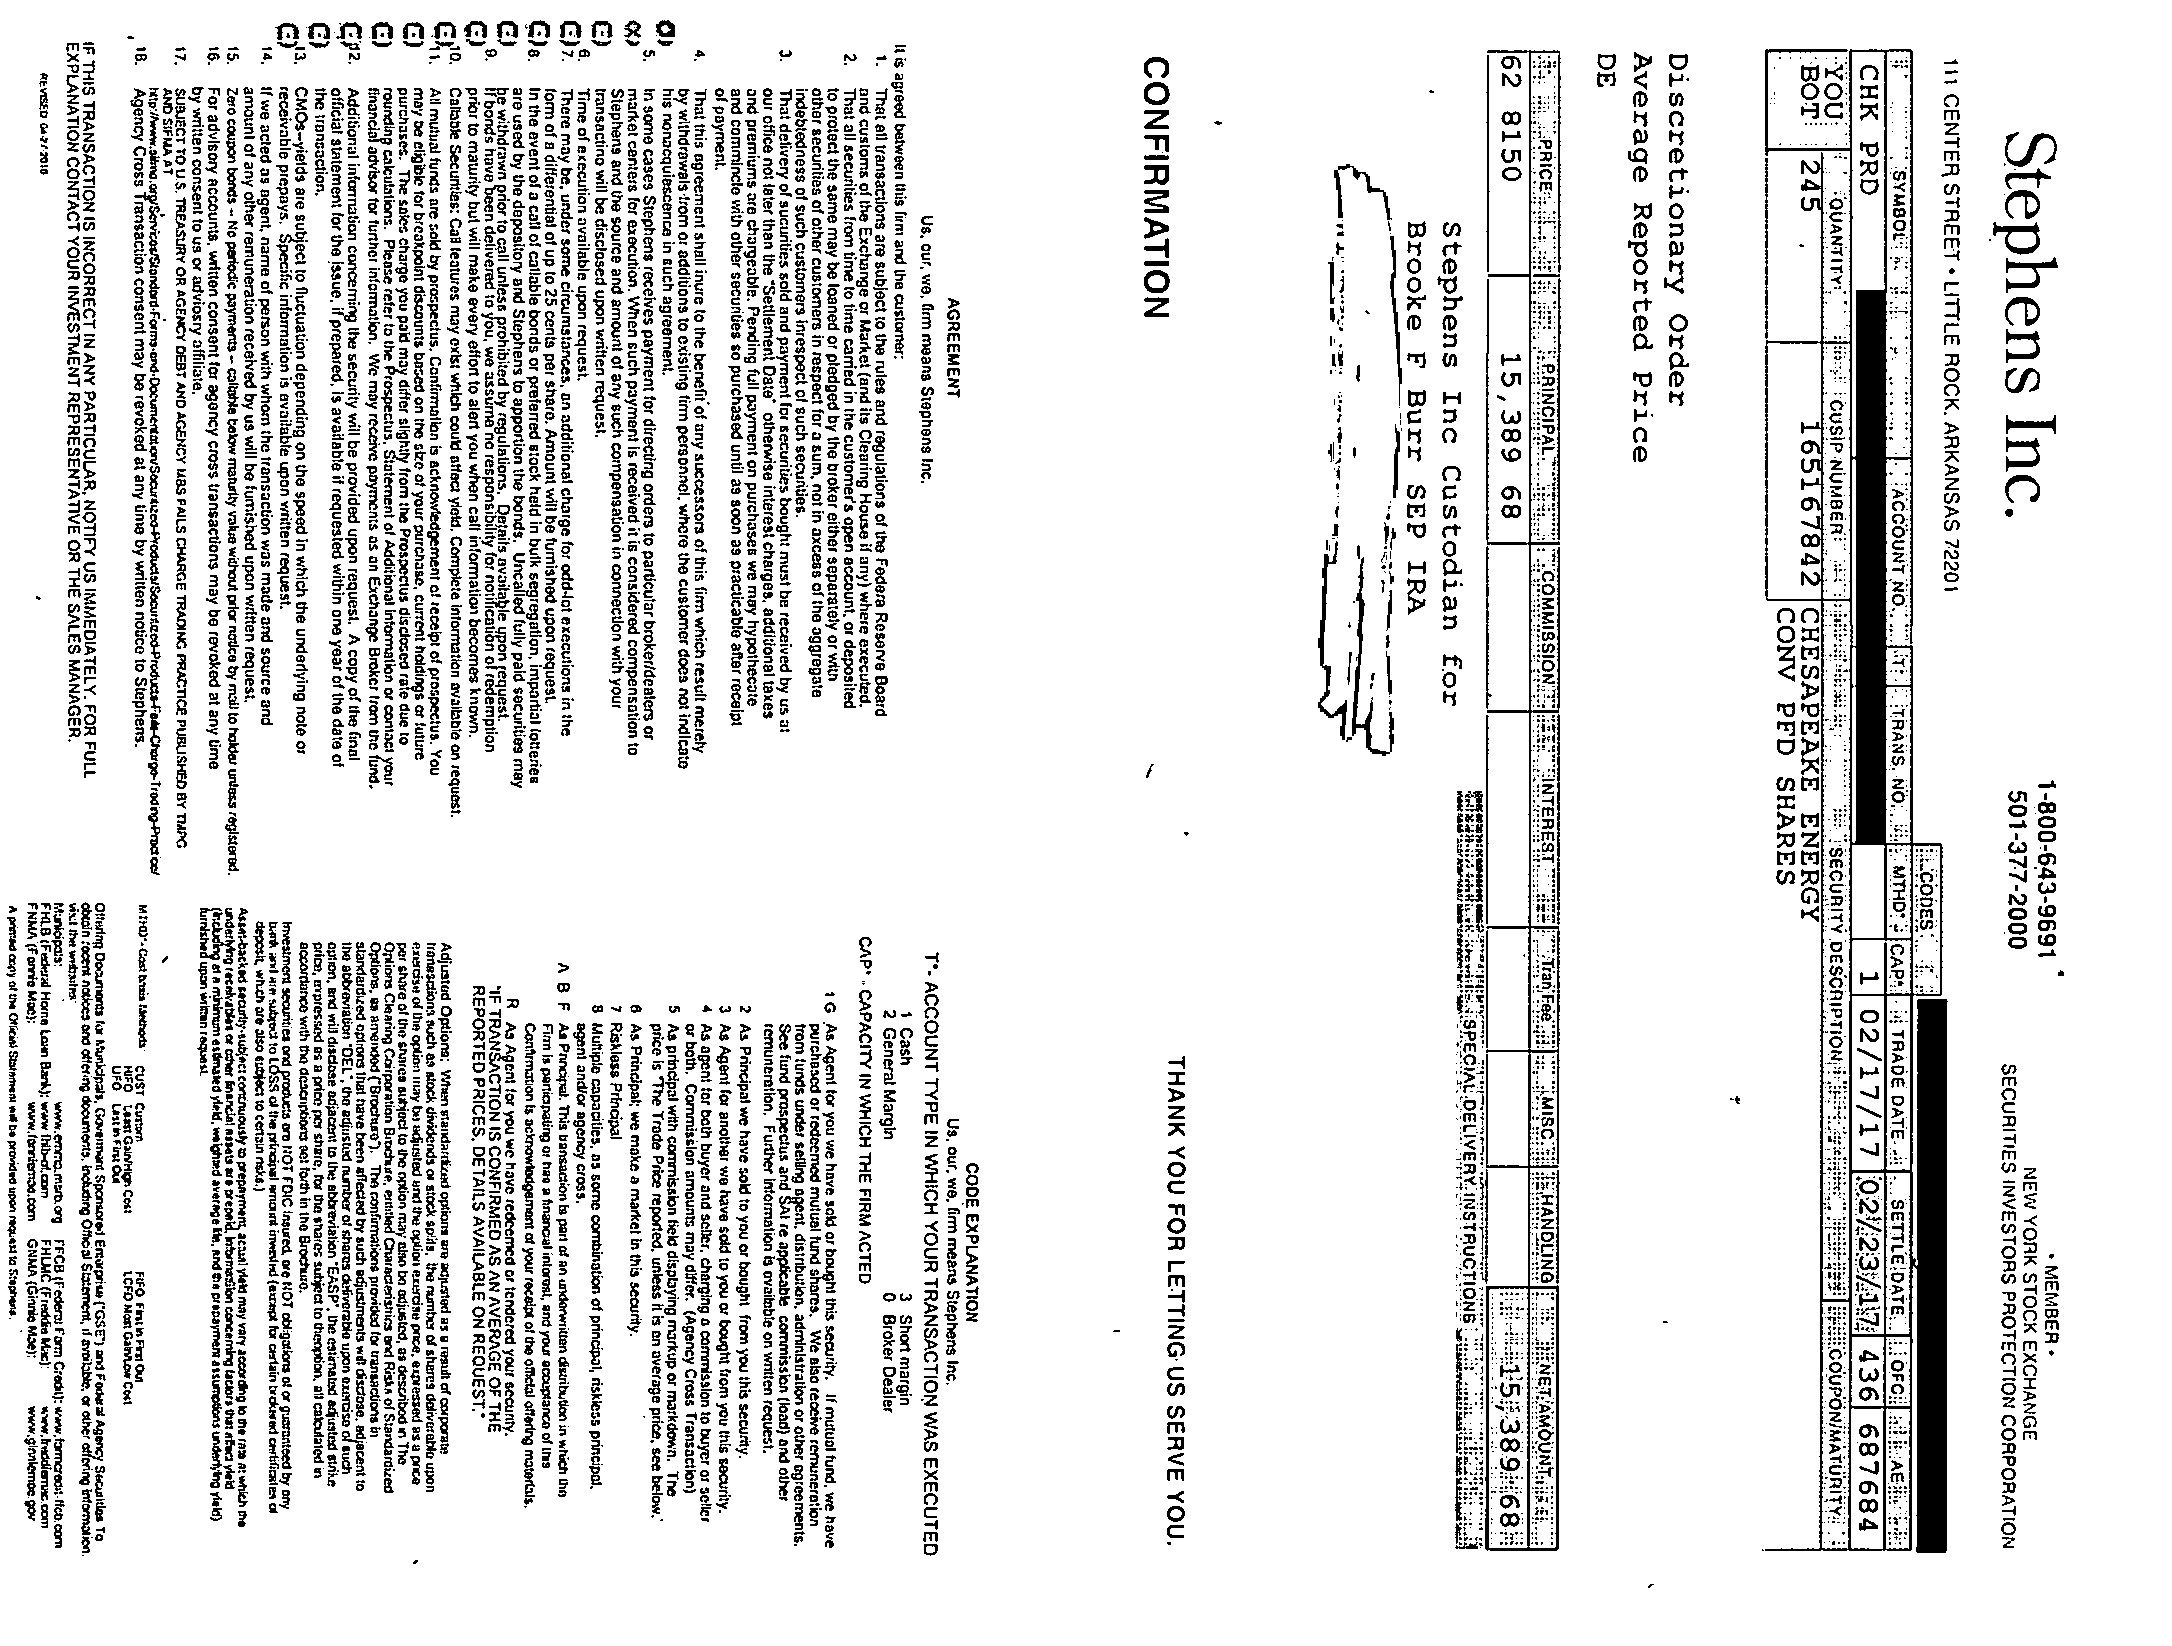 Stephens Inc.
111 CENTER STREET • LITTLE ROCK, ARKANSAS 72201
1-800-643-9691
501-377-2000
• MEMBER •
NEW YORK STOCK EXCHANGE
SECURITIES INVESTORS PROTECTION CORPORATION
CODES
SYMBOL ACCOUNT NO. T* TRANS. NO. MTHD* CAP* TRADE DATE SETTLE DATE OFC AE
CHK PRD 1 02/17/17 02/23/17 436 687684
QUANTITY CUSIP NUMBER SECURITY DESCRIPTION COUPON/MATURITY
YOU BOT 245 165167842 CHESAPEAKE ENERGY
CONV PFD SHARES
Discretionary Order
Average Reported Price
DE
PRICE PRINCIPAL COMMISSION INTEREST Tran Fee MISC. HANDLING NET AMOUNT
62 8150 15,389 68 15,389 68
SPECIAL DELIVERY INSTRUCTIONS
Stephens Inc Custodian for
Brooke F Burr SEP IRA
CONFIRMATION
THANK YOU FOR LETTING US SERVE YOU.
AGREEMENT
Us, our, we, firm means Stephens Inc.
It is agreed between this firm and the customer:
1. That all transactions are subject to the rules and regulations of the Federal Reserve Board
and customs of the Exchange or Market (and its Clearing House if any) where executed.
2. That all securities from time to time carried in the customer's open account, or deposited
to protect the same may be loaned or pledged by the broker either separately or with
other securities of other customers in respect for a sum, not in excess of the aggregate
indebtedness of such customers in respect of such securities.
3. That delivery of securities sold and payment for securities bought must be received by us at
our office not later than the "Settlement Date" otherwise interest charges, additional taxes
and premiums are chargeable. Pending full payment on purchases we may hypothecate
and commingle with other securities so purchased until as soon as practicable after receipt
of payment.
4. That this agreement shall inure to the benefit of any successors of this firm which result merely
by withdrawals from or additions to existing firm personnel, where the customer does not indicate
his nonacquiescence in such agreement.
5. In some cases Stephens receives payment for directing orders to particular broker/dealers or
market centers for execution. When such payment is received it is considered compensation to
Stephens and the source and amount of any such compensation in connection with your
transacting will be disclosed upon written request.
6. Time of execution available upon request.
7. There may be, under some circumstances, an additional charge for odd-lot executions in the
form of a differential of up to 25 cents per share. Amount will be furnished upon request.
8. In the event of a call of callable bonds or preferred stock held in bulk segregation, impartial lotteries
are used by the depository and Stephens to apportion the bonds. Uncalled fully paid securities may
be withdrawn prior to call unless prohibited by regulations. Details available upon request.
9. If bonds have been delivered to you, we assume no responsibility for notification of redemption
prior to maturity but will make every effort to alert you when call information becomes known.
10. Callable Securities: Call features may exist which could affect yield. Complete information available on request.
11. All mutual funds are sold by prospectus. Confirmation is acknowledgement of receipt of prospectus. You
may be eligible for breakpoint discounts based on the size of your purchase, current holdings or future
purchases. The sales charge you paid may differ slightly from the Prospectus disclosed rate due to
rounding calculations. Please refer to the Prospectus, Statement of Additional Information or contact your
financial advisor for further information. We may receive payments as an Exchange Broker from the fund.
12. Additional information concerning the security will be provided upon request. A copy of the final
official statement for the issue, if prepared, is available if requested within one year of the date of
the transaction.
13. CMOs--yields are subject to fluctuation depending on the speed in which the underlying note or
receivable prepays. Specific information is available upon written request.
14. If we acted as agent, name of person with whom the transaction was made and source and
amount of any other remuneration received by us will be furnished upon written request.
15. Zero coupon bonds -- No periodic payments -- callable below maturity value without prior notice by mail to holder unless registered.
16. For advisory accounts, written consent for agency cross transactions may be revoked at any time
by written consent to us or advisory affiliate.
17. SUBJECT TO U.S. TREASURY OR AGENCY DEBT AND AGENCY MBS FAILS CHARGE TRADING PRACTICE PUBLISHED BY TMPG
AND SIFMA AT
http://www.sifma.org/Services/Standard-Forms-and-Documentation/Securitized-Products/Securitized-Products-Fails-Charge-Trading-Practice/
18. Agency Cross Transaction consent may be revoked at any time by written notice to Stephens.
IF THIS TRANSACTION IS INCORRECT IN ANY PARTICULAR, NOTIFY US IMMEDIATELY. FOR FULL
EXPLANATION CONTACT YOUR INVESTMENT REPRESENTATIVE OR THE SALES MANAGER.
REVISED 04-27-2016
CODE EXPLANATION
Us, our, we, firm means Stephens Inc.
T*- ACCOUNT TYPE IN WHICH YOUR TRANSACTION WAS EXECUTED
1 Cash 3 Short margin
2 General Margin 0 Broker Dealer
CAP* - CAPACITY IN WHICH THE FIRM ACTED
1 G As Agent for you we have sold or bought this security. If mutual fund, we have
purchased or redeemed mutual fund shares. We also receive remuneration
from funds under selling agent, distribution, administration or other agreements.
See fund prospectus and SAI re applicable commission (load) and other
remuneration. Further information is available on written request.
2 As Principal we have sold to you or bought from you this security.
3 As Agent for another we have sold to you or bought from you this security.
4 As agent for both buyer and seller, charging a commission to buyer or seller
or both. Commission amounts may differ. (Agency Cross Transaction)
5 As principal with commission field displaying markup or markdown. The
price is 'The Trade Price reported, unless it is an average price, see below.'
6 As Principal; we make a market in this security.
7 Riskless Principal
8 Multiple capacities, as some combination of principal, riskless principal,
agent and/or agency cross.
A B F As Principal. This transaction is part of an underwritten distribution in which the
Firm is participating or has a financial interest, and your acceptance of this
Confirmation is acknowledgement of your receipt of the official offering materials.
R As Agent for you we have redeemed or tendered your security.
"IF TRANSACTION IS CONFIRMED AS AN AVERAGE OF THE
REPORTED PRICES, DETAILS AVAILABLE ON REQUEST."
Adjusted Options: When standardized options are adjusted as a result of corporate
transactions such as stock dividends or stock splits, the number of shares deliverable upon
exercise of the option may be adjusted and the option exercise price, expressed as a price
per share of the shares subject to the option may also be adjusted, as described in The
Options Clearing Corporation Brochure, entitled Characteristics and Risks of Standardized
Options, as amended ("Brochure"). The confirmations provided for transactions in
standardized options that have been affected by such adjustments will disclose, adjacent to
the abbreviation "DEL", the adjusted number of shares deliverable upon exercise of such
option, and will disclose adjacent to the abbreviation "EASP", the estimated adjusted strike
price, expressed as a price per share, for the shares subject to the option, all calculated in
accordance with the descriptions set forth in the Brochure.
Investment securities and products are NOT FDIC insured, are NOT obligations of or guaranteed by any
bank and are subject to LOSS of the principal amount invested (except for certain brokered certificates of
deposit, which are also subject to certain risks.)
Asset-backed security-subject continuously to prepayment, actual yield may vary according to the rate at which the
underlying receivables or other financial assets are prepaid. Information concerning factors that affect yield
(including at a minimum estimated yield, weighted average life, and the prepayment assumptions underlying yield)
furnished upon written request.
MTHD* - Cost basis Methods: CUST Custom FIFO First in First Out
HIFO Least Gain/High Cost LCFO Most Gain/Low Cost
LIFO Last in First Out
Offering Documents for Municipals, Government Sponsored Enterprise ("GSE") and Federal Agency Securities To
obtain recent notices and offering documents, including Official Statement, if available, or other offering information,
visit the websites:
Municipals: www.emma.msrb.org FFCB (Federal Farm Credit): www.farmcredit-ffcb.com
FHLB (Federal Home Loan Bank): www.fhlb-of.com FHLMC (Freddie Mac): www.freddiemac.com
FNMA (Fannie Mae): www.fanniemae.com GNMA (Ginnie Mae): www.ginniemae.gov
A printed copy of the Official Statement will be provided upon request to Stephens.